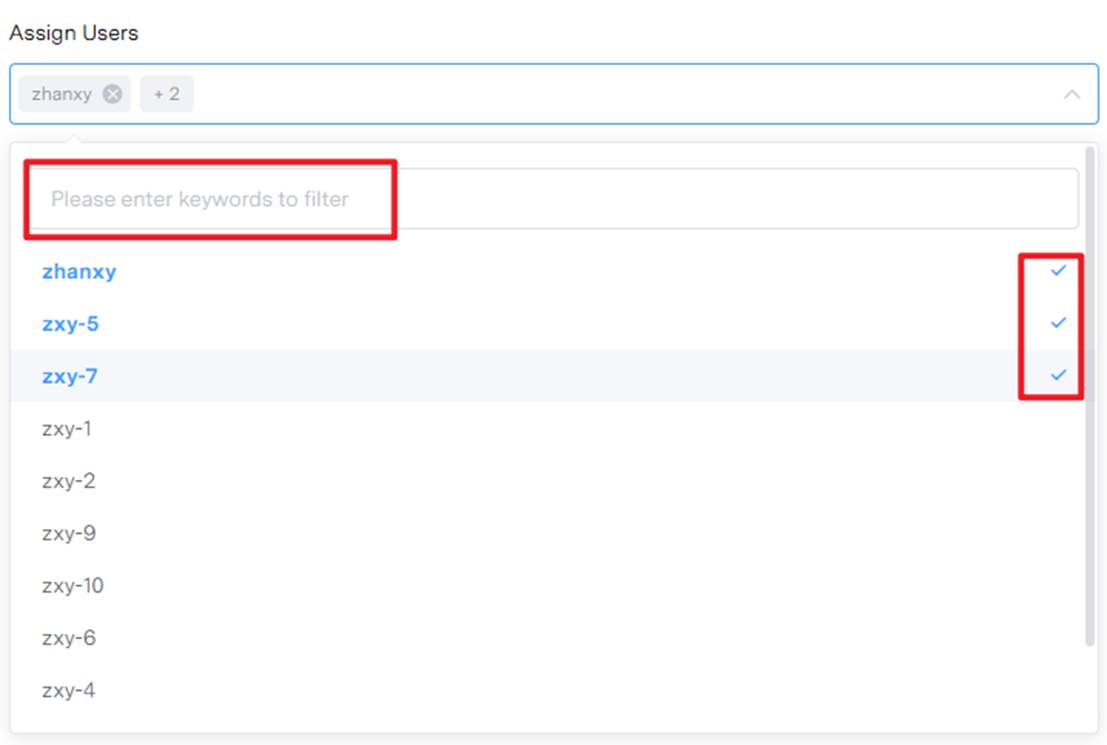 Assign Users
zhanxy + 2
Please enter keywords to filter
zhanxy
zxy-5
zxy-7
zxy-1
zxy-2
zxy-9
zxy-10
zxy-6
zxy-4